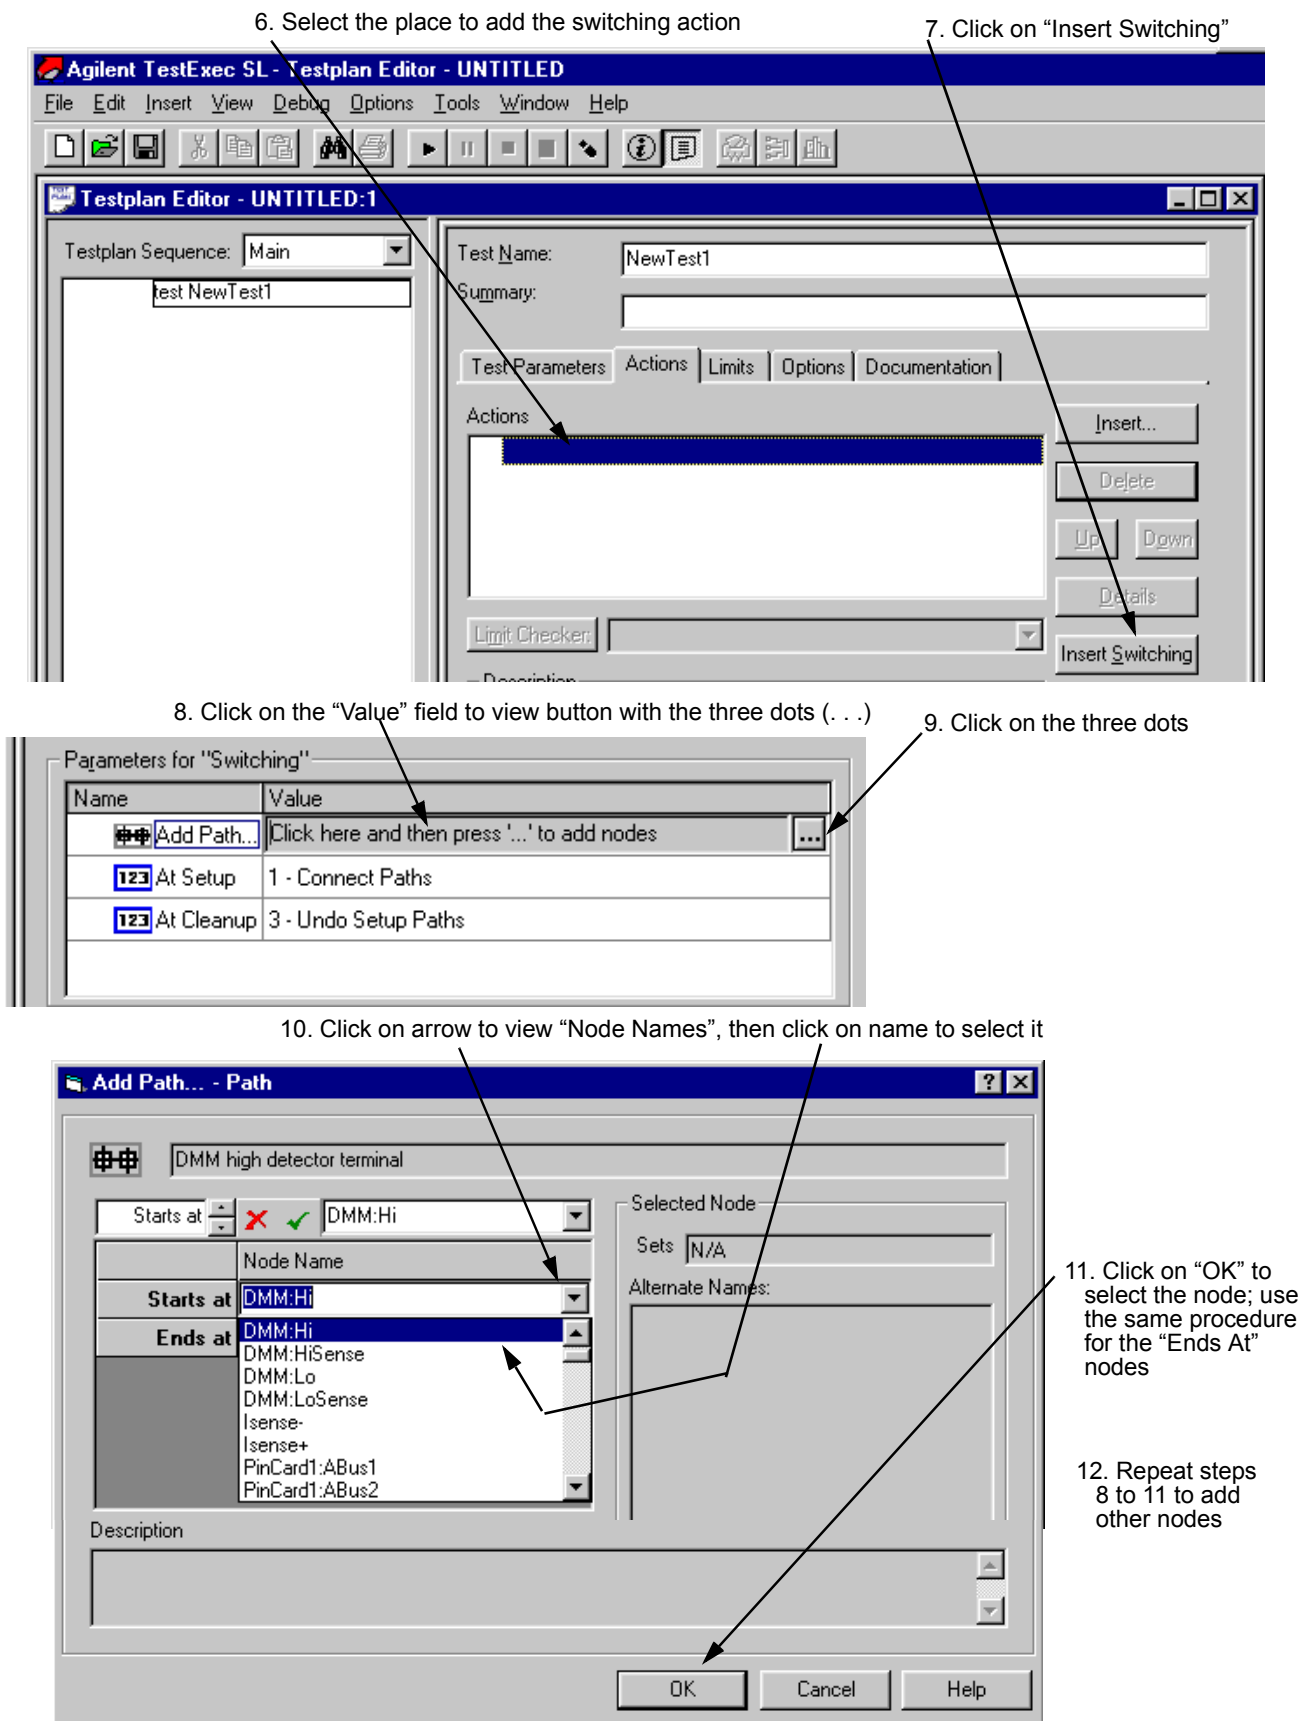 6. Select the place to add the switching action
7. Click on “Insert Switching”
Agilent TestExec SL - Testplan Editor - UNTITLED
File Edit Insert View Debug Options Tools Window Help
Testplan Editor - UNTITLED:1
Testplan Sequence: Main
test NewTest1
Test Name: NewTest1
Summary:
Test Parameters Actions Limits Options Documentation
Actions
Insert...
Delete
Up Down
Details
Limit Checker:
Insert Switching
Description
8. Click on the “Value” field to view button with the three dots (. . .)
9. Click on the three dots
Parameters for "Switching"
Name Value
Add Path... Click here and then press '...' to add nodes ...
123 At Setup 1 - Connect Paths
123 At Cleanup 3 - Undo Setup Paths
10. Click on arrow to view “Node Names”, then click on name to select it
Add Path... - Path
DMM high detector terminal
Starts at DMM:Hi
Node Name
Starts at DMM:Hi
Ends at
DMM:Hi
DMM:HiSense
DMM:Lo
DMM:LoSense
Isense-
Isense+
PinCard1:ABus1
PinCard1:ABus2
Selected Node
Sets N/A
Alternate Names:
Description
OK Cancel Help
11. Click on “OK” to
select the node; use
the same procedure
for the “Ends At”
nodes
12. Repeat steps
8 to 11 to add
other nodes